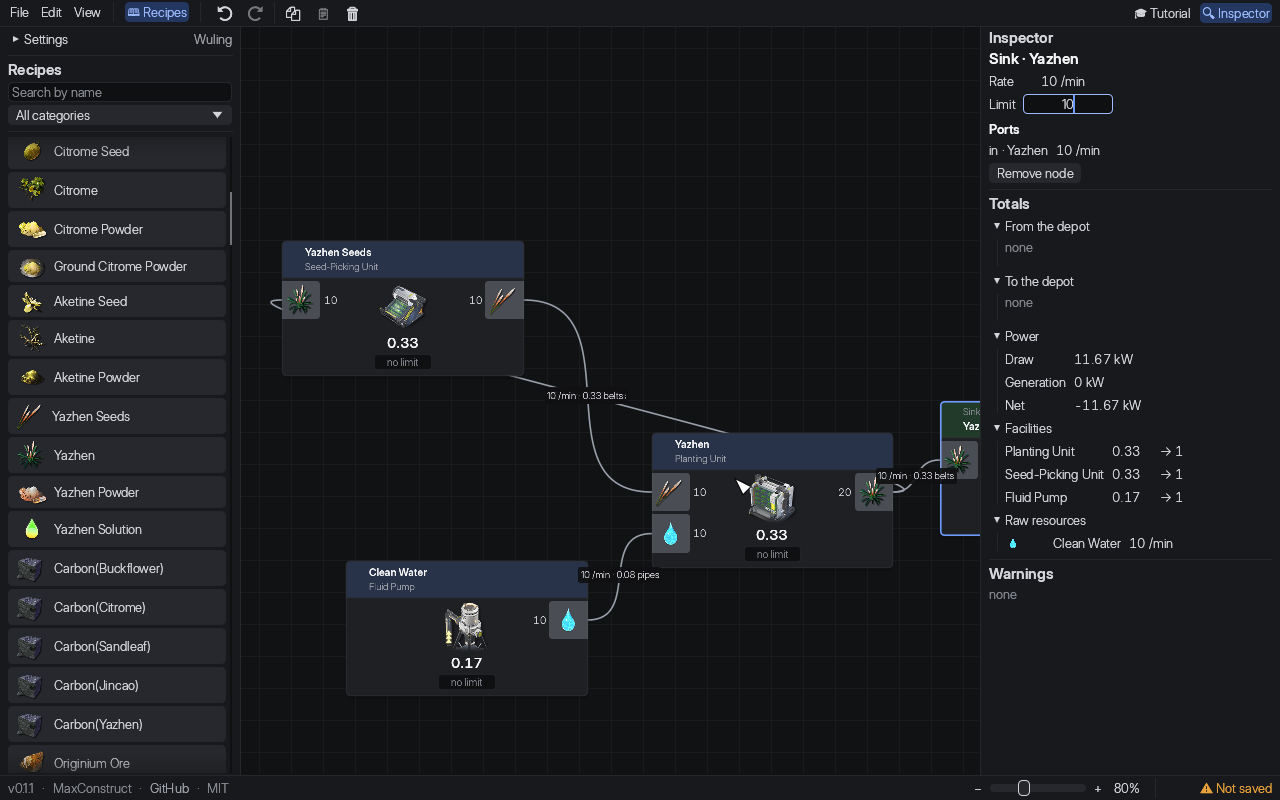 File Edit View Recipes Tutorial Inspector
Settings Wuling
Recipes
Search by name
All categories
Citrome Seed
Citrome
Citrome Powder
Ground Citrome Powder
Aketine Seed
Aketine
Aketine Powder
Yazhen Seeds
Yazhen
Yazhen Powder
Yazhen Solution
Carbon(Buckflower)
Carbon(Citrome)
Carbon(Sandleaf)
Carbon(Jincao)
Carbon(Yazhen)
Originium Ore
Yazhen Seeds
Seed-Picking Unit
10 10
0.33
no limit
10 /min · 0.33 belts
Yazhen
Planting Unit
10 20
10
0.33
no limit
10 /min · 0.33 belts
Clean Water
Fluid Pump
10
0.17
no limit
10 /min · 0.08 pipes
Sink
Yaz
Inspector
Sink · Yazhen
Rate 10 /min
Limit 10
Ports
in · Yazhen 10 /min
Remove node
Totals
From the depot
none
To the depot
none
Power
Draw 11.67 kW
Generation 0 kW
Net -11.67 kW
Facilities
Planting Unit 0.33 → 1
Seed-Picking Unit 0.33 → 1
Fluid Pump 0.17 → 1
Raw resources
Clean Water 10 /min
Warnings
none
v0.1.1 · MaxConstruct · GitHub · MIT
− + 80% Not saved